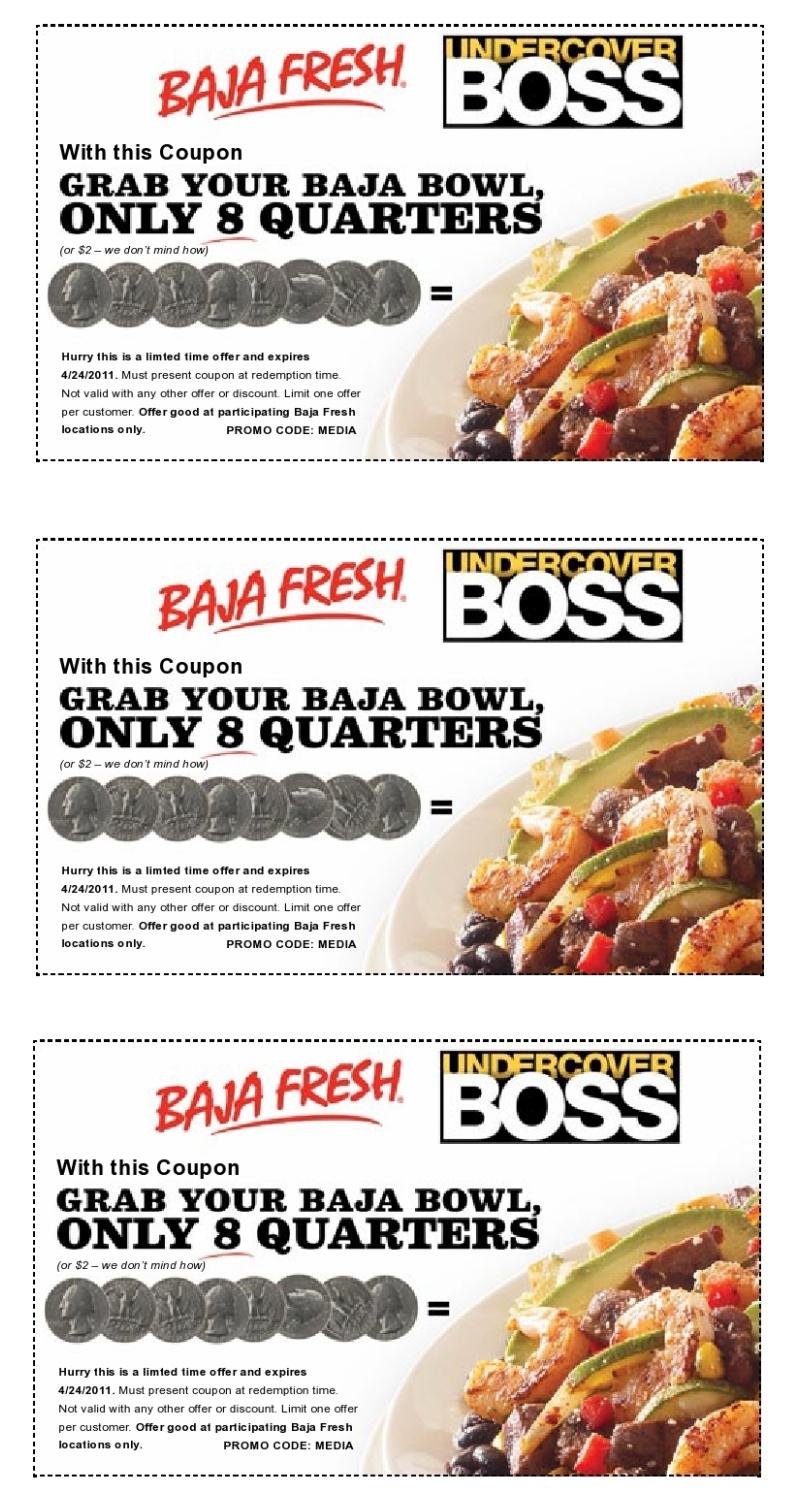 BAJA FRESH®
UNDERCOVER
BOSS
With this Coupon
GRAB YOUR BAJA BOWL,
ONLY 8 QUARTERS
(or $2 – we don't mind how)
=
Hurry this is a limted time offer and expires
4/24/2011. Must present coupon at redemption time.
Not valid with any other offer or discount. Limit one offer
per customer. Offer good at participating Baja Fresh
locations only. PROMO CODE: MEDIA
BAJA FRESH®
UNDERCOVER
BOSS
With this Coupon
GRAB YOUR BAJA BOWL,
ONLY 8 QUARTERS
(or $2 – we don't mind how)
=
Hurry this is a limted time offer and expires
4/24/2011. Must present coupon at redemption time.
Not valid with any other offer or discount. Limit one offer
per customer. Offer good at participating Baja Fresh
locations only. PROMO CODE: MEDIA
BAJA FRESH®
UNDERCOVER
BOSS
With this Coupon
GRAB YOUR BAJA BOWL,
ONLY 8 QUARTERS
(or $2 – we don't mind how)
=
Hurry this is a limted time offer and expires
4/24/2011. Must present coupon at redemption time.
Not valid with any other offer or discount. Limit one offer
per customer. Offer good at participating Baja Fresh
locations only. PROMO CODE: MEDIA